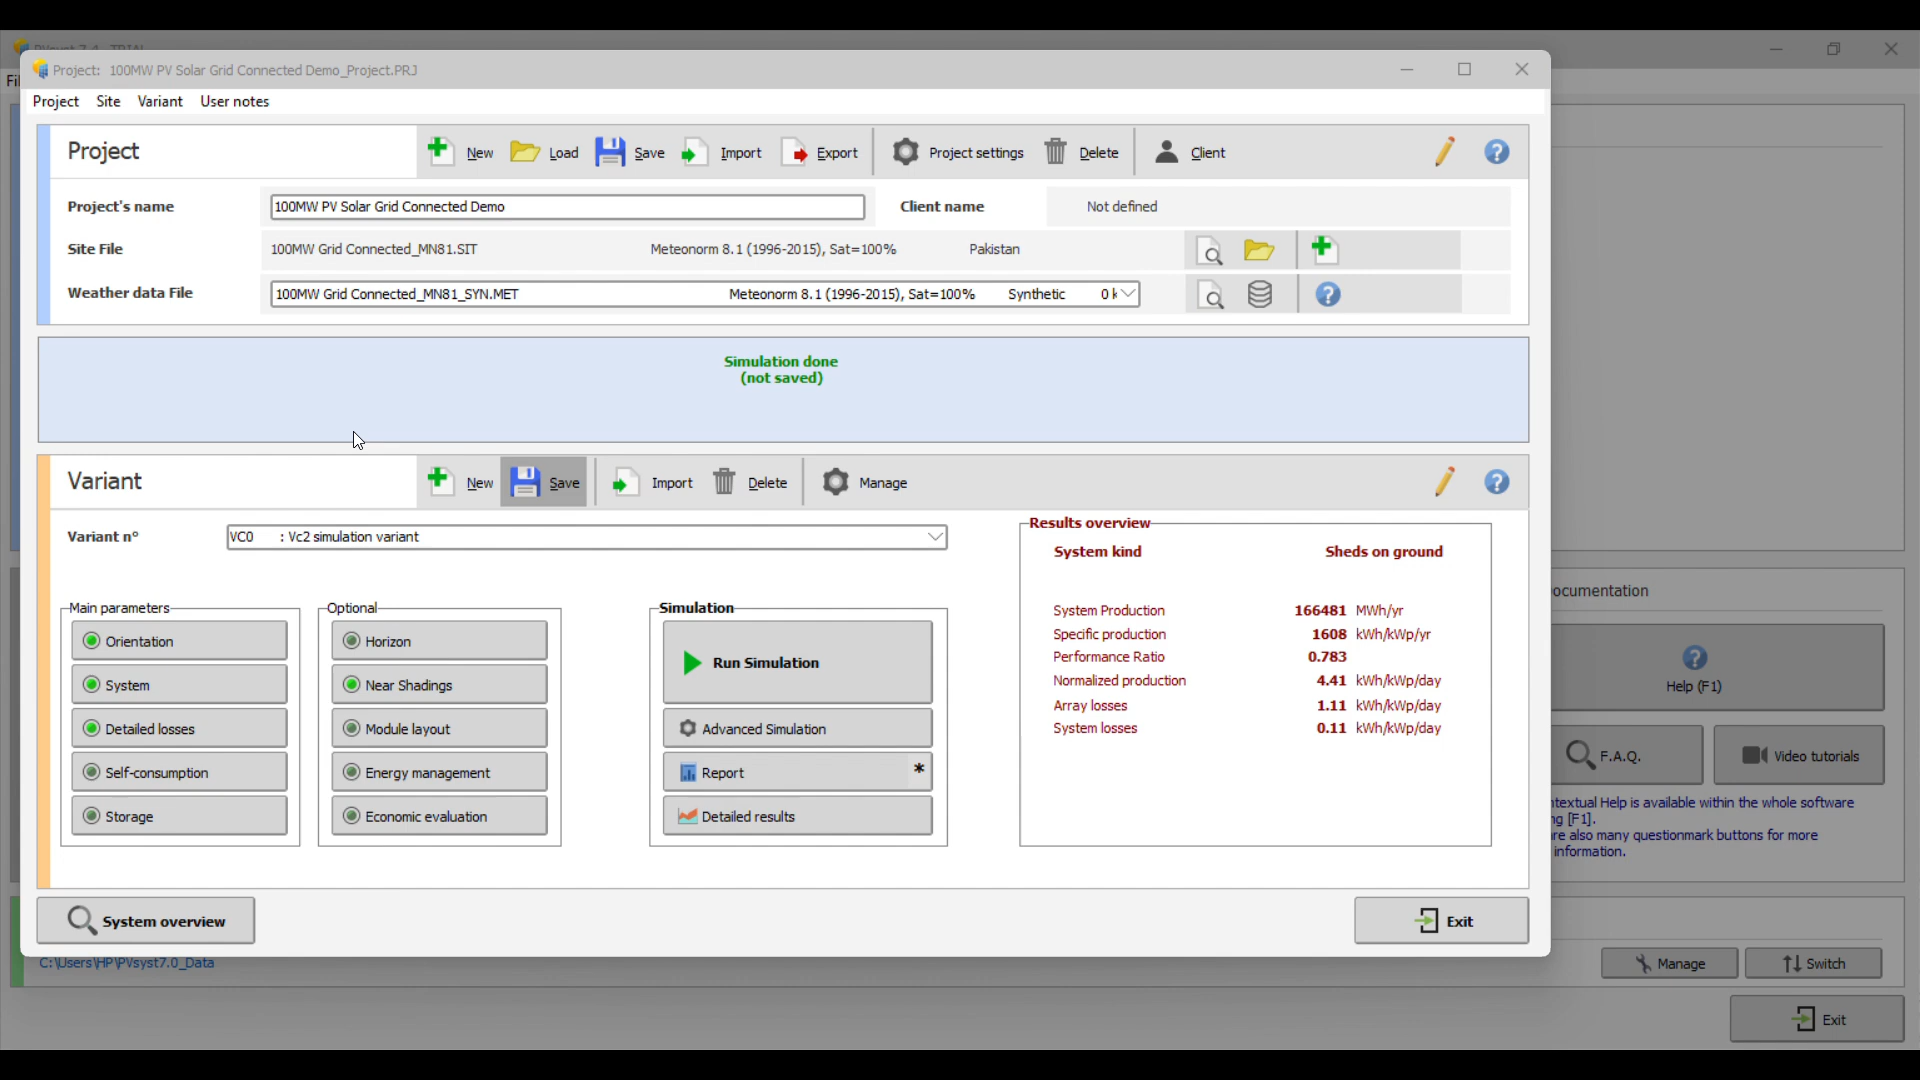 PVsyst 7.4 - TRIAL
Project: 100MW PV Solar Grid Connected Demo_Project.PRJ
Fil
Project Site Variant User notes
Project
New Load Save Import Export Project settings Delete Client
Project's name 100MW PV Solar Grid Connected Demo Client name Not defined
Site File 100MW Grid Connected_MN81.SIT Meteonorm 8.1 (1996-2015), Sat=100% Pakistan
Weather data File 100MW Grid Connected_MN81_SYN.MET Meteonorm 8.1 (1996-2015), Sat=100% Synthetic 0 k
Simulation done
(not saved)
Variant
New Save Import Delete Manage
Variant n° VC0 : Vc2 simulation variant
Main parameters
Orientation
System
Detailed losses
Self-consumption
Storage
Optional
Horizon
Near Shadings
Module layout
Energy management
Economic evaluation
Simulation
Run Simulation
Advanced Simulation
Report *
Detailed results
Results overview
System kind Sheds on ground
System Production 166481 MWh/yr
Specific production 1608 kWh/kWp/yr
Performance Ratio 0.783
Normalized production 4.41 kWh/kWp/day
Array losses 1.11 kWh/kWp/day
System losses 0.11 kWh/kWp/day
System overview
Exit
ocumentation
Help (F1)
F.A.Q.
Video tutorials
ntextual Help is available within the whole software
ng [F1].
re also many questionmark buttons for more
information.
C:\Users\HP\PVsyst7.0_Data
Manage
Switch
Exit